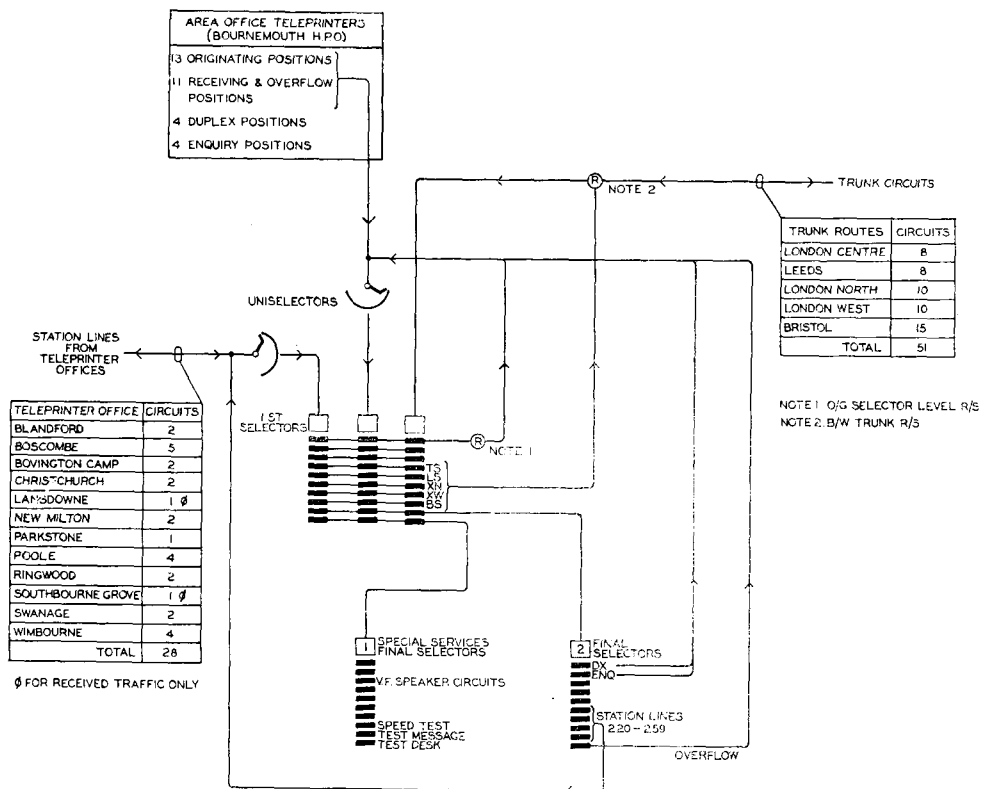 AREA OFFICE TELEPRINTERS
(BOURNEMOUTH H.P.O)
13 ORIGINATING POSITIONS
11 RECEIVING & OVERFLOW
POSITIONS
4 DUPLEX POSITIONS
4 ENQUIRY POSITIONS
R
NOTE 2
TRUNK CIRCUITS
TRUNK ROUTES CIRCUITS
LONDON CENTRE 8
LEEDS 8
LONDON NORTH 10
LONDON WEST 10
BRISTOL 15
TOTAL 51
NOTE 1. O/G SELECTOR LEVEL R/S
NOTE 2. B/W TRUNK R/S
UNISELECTORS
STATION LINES
FROM
TELEPRINTER
OFFICES
TELEPRINTER OFFICE CIRCUITS
BLANDFORD 2
BOSCOMBE 5
BOVINGTON CAMP 2
CHRISTCHURCH 2
LANSDOWNE 1 ϕ
NEW MILTON 2
PARKSTONE 1
POOLE 4
RINGWOOD 2
SOUTHBOURNE GROVE 1 ϕ
SWANAGE 2
WIMBOURNE 4
TOTAL 28
ϕ FOR RECEIVED TRAFFIC ONLY
1ST
SELECTORS
R
NOTE 1
TS
LS
XN
XW
BS
1 SPECIAL SERVICES
FINAL SELECTORS
V.F. SPEAKER CIRCUITS
SPEED TEST
TEST MESSAGE
TEST DESK
2 FINAL
SELECTORS
DX
ENQ
STATION LINES
220-259
OVERFLOW